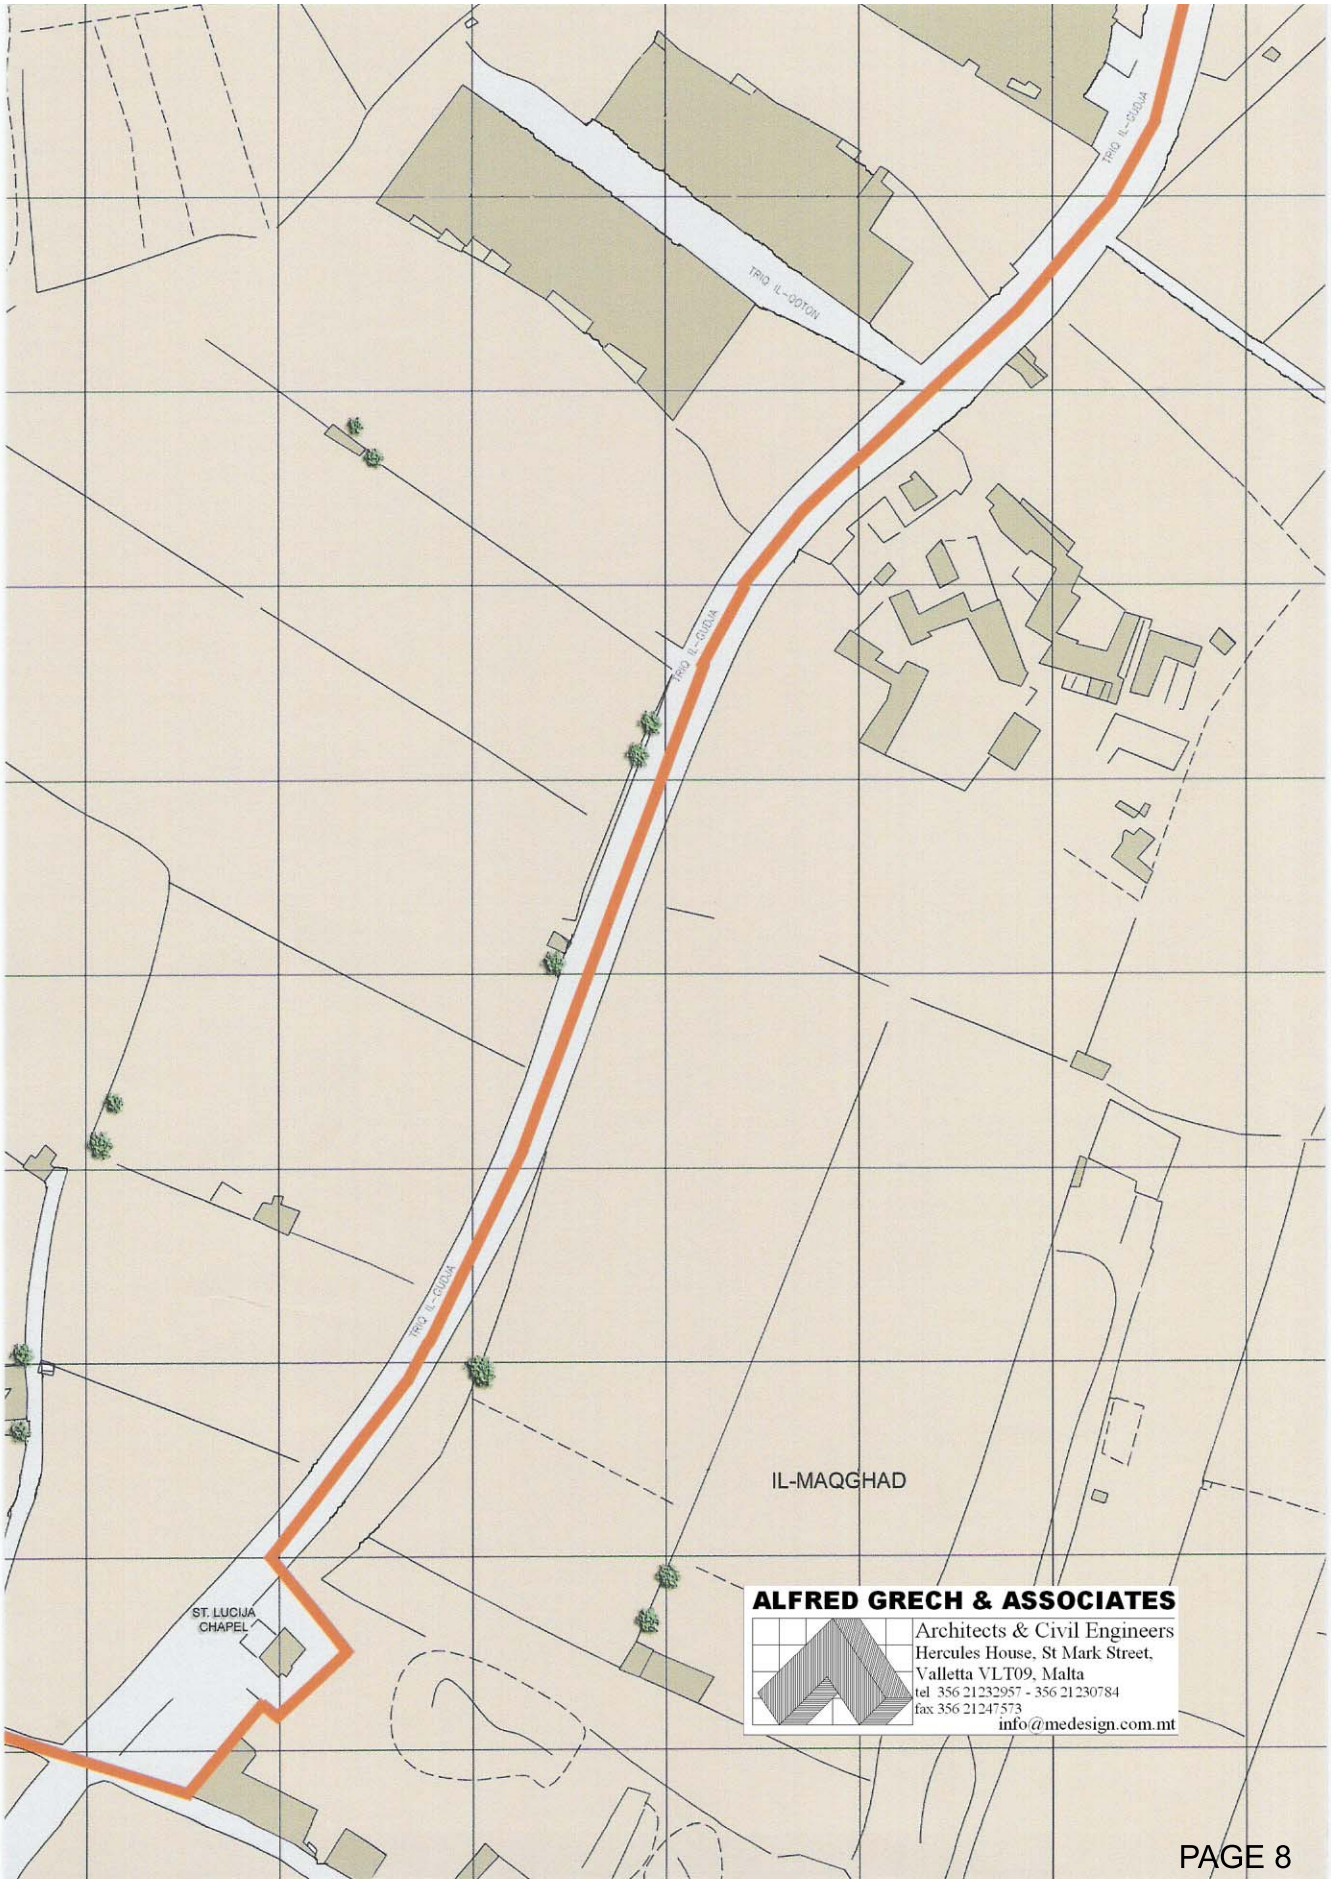 TRIQ IL-GUDJA
TRIQ IL-QOTON
TRIQ IL-GUDJA
TRIQ IL-GUDJA
IL-MAQGHAD
ST. LUCIJA
CHAPEL
ALFRED GRECH & ASSOCIATES
Architects & Civil Engineers
Hercules House, St Mark Street,
Valletta VLT09, Malta
tel 356 21232957 - 356 21230784
fax 356 21247573
info@medesign.com.mt
PAGE 8